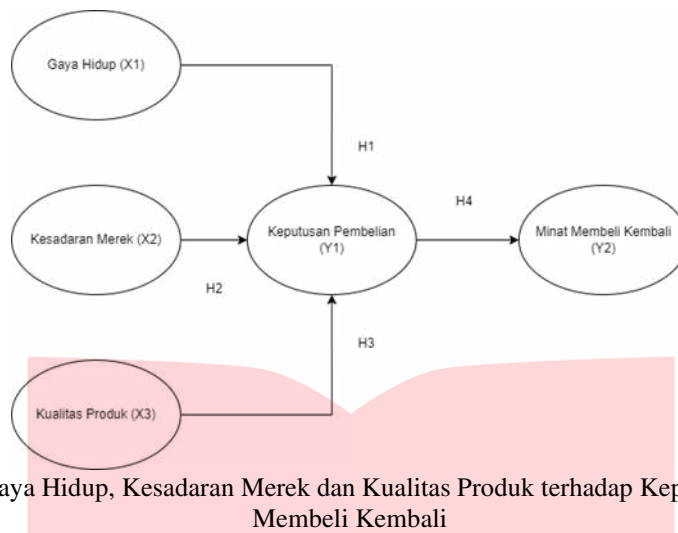 Gaya Hidup (X1)
H1
Kesadaran Merek (X2)
H2
Keputusan Pembelian
(Y1)
H4
Minat Membeli Kembali
(Y2)
H3
Kualitas Produk (X3)
aya Hidup, Kesadaran Merek dan Kualitas Produk terhadap Kep
Membeli Kembali